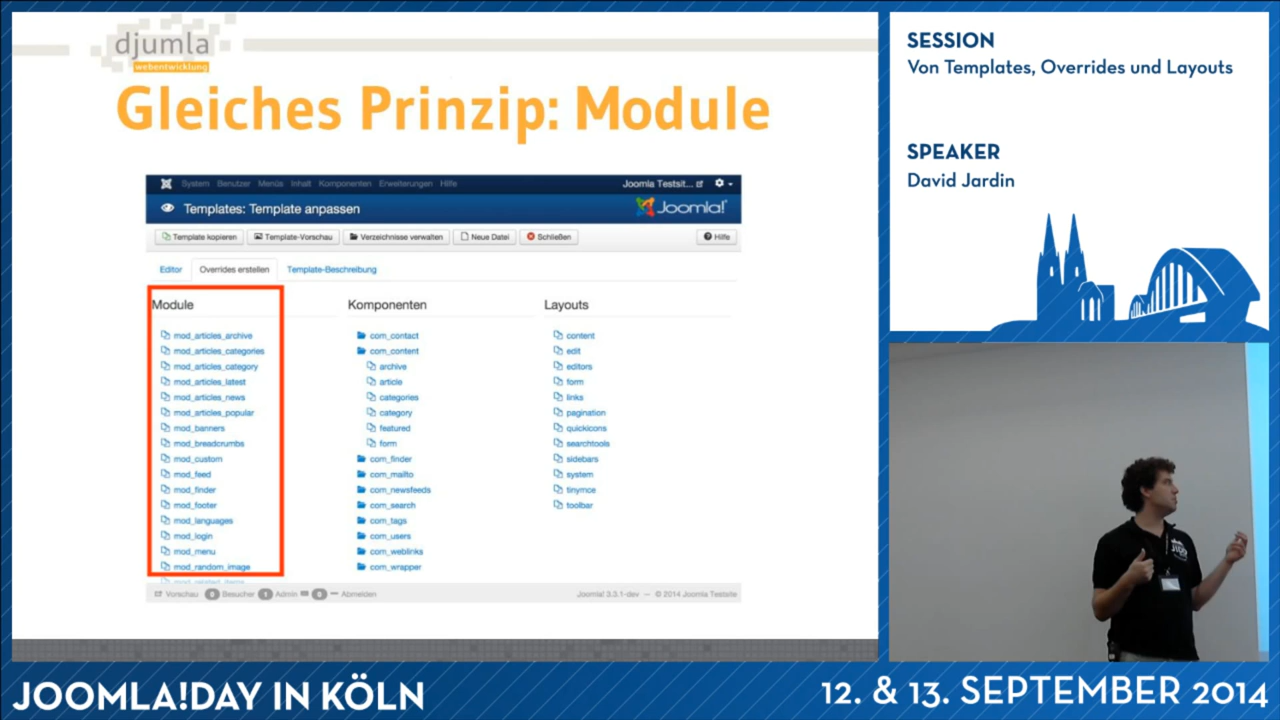 djumla
webentwicklung
Gleiches Prinzip: Module
System Benutzer Menüs Inhalt Komponenten Erweiterungen Hilfe
Joomla Testsit...
Templates: Template anpassen
Joomla!
Template kopieren
Template-Vorschau
Verzeichnisse verwalten
Neue Datei
Schließen
Hilfe
Editor
Overrides erstellen
Template-Beschreibung
Module
mod_articles_archive
mod_articles_categories
mod_articles_category
mod_articles_latest
mod_articles_news
mod_articles_popular
mod_banners
mod_breadcrumbs
mod_custom
mod_feed
mod_finder
mod_footer
mod_languages
mod_login
mod_menu
mod_random_image
mod_related_items
Komponenten
com_contact
com_content
archive
article
categories
category
featured
form
com_finder
com_mailto
com_newsfeeds
com_search
com_tags
com_users
com_weblinks
com_wrapper
Layouts
content
edit
editors
form
links
pagination
quickicons
searchtools
sidebars
system
tinymce
toolbar
Vorschau 0 Besucher 1 Admin 0 Abmelden
Joomla! 3.3.1-dev — © 2014 Joomla Testsite
SESSION
Von Templates, Overrides und Layouts
SPEAKER
David Jardin
JOOMLA!DAY IN KÖLN
12. & 13. SEPTEMBER 2014